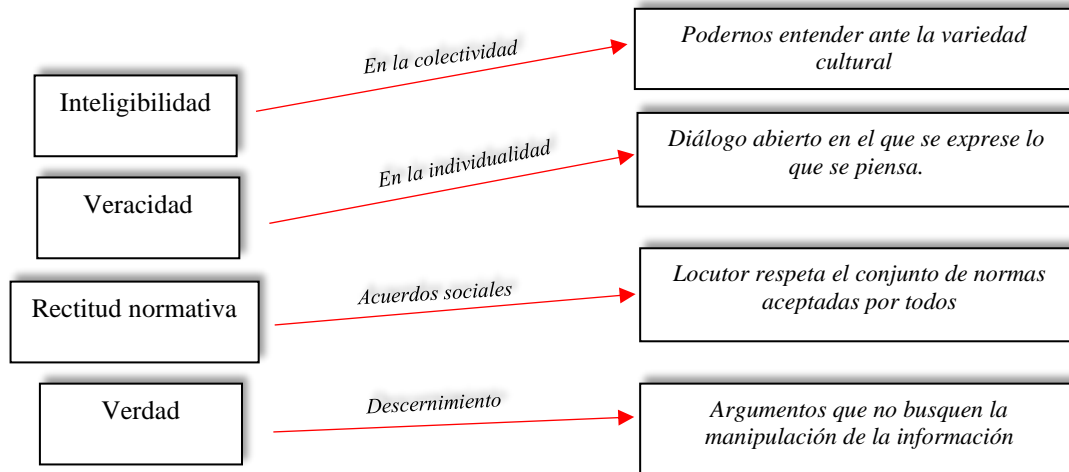 Inteligibilidad
En la colectividad
Podernos entender ante la variedad
cultural
Veracidad
En la individualidad
Diálogo abierto en el que se exprese lo
que se piensa.
Rectitud normativa
Acuerdos sociales
Locutor respeta el conjunto de normas
aceptadas por todos
Verdad
Descernimiento
Argumentos que no busquen la
manipulación de la información